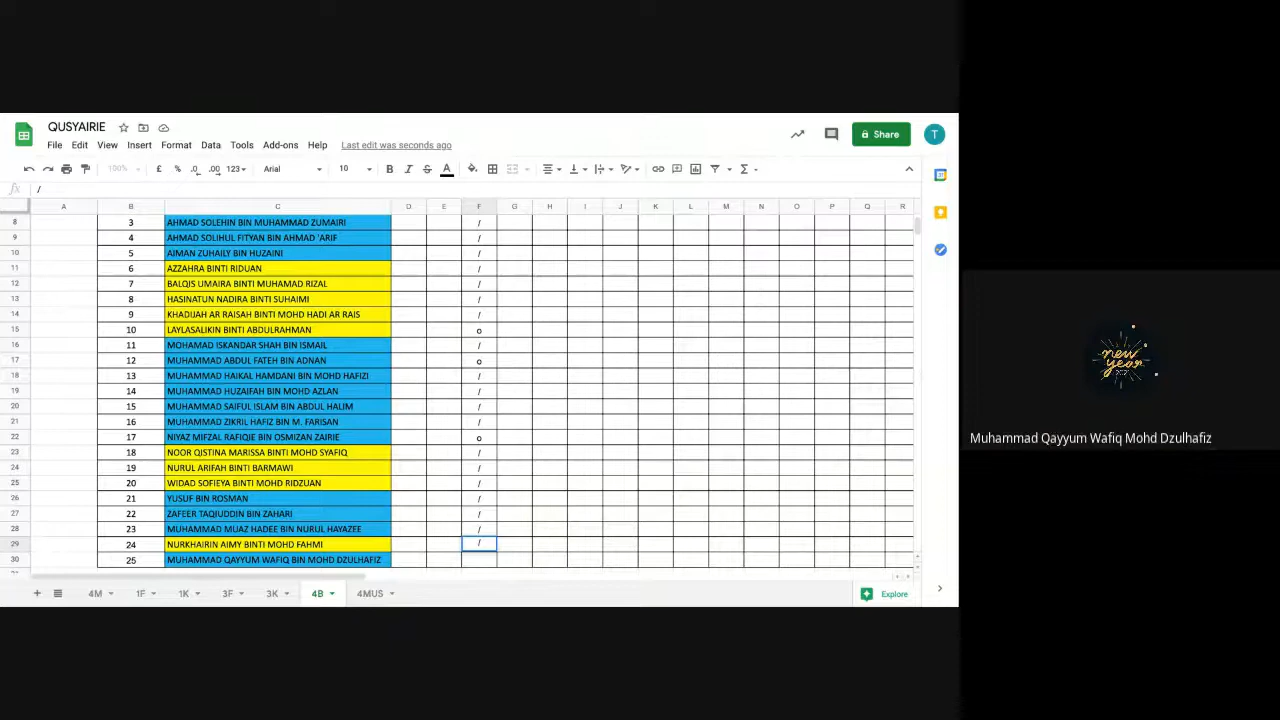 QUSYAIRIE
File Edit View Insert Format Data Tools Add-ons Help Last edit was seconds ago
Share T
100% £ % .0 .00 123 Arial 10 B I S A Σ
fx /
A B C D E F G H I J K L M N O P Q R
8 3 AHMAD SOLEHIN BIN MUHAMMAD ZUMAIRI /
9 4 AHMAD SOLIHUL FITYAN BIN AHMAD 'ARIF /
10 5 AIMAN ZUHAILY BIN HUZAINI /
11 6 AZZAHRA BINTI RIDUAN /
12 7 BALQIS UMAIRA BINTI MUHAMAD RIZAL /
13 8 HASINATUN NADIRA BINTI SUHAIMI /
14 9 KHADIJAH AR RAISAH BINTI MOHD HADI AR RAIS /
15 10 LAYLASALIKIN BINTI ABDULRAHMAN o
16 11 MOHAMAD ISKANDAR SHAH BIN ISMAIL /
17 12 MUHAMMAD ABDUL FATEH BIN ADNAN o
18 13 MUHAMMAD HAIKAL HAMDANI BIN MOHD HAFIZI /
19 14 MUHAMMAD HUZAIFAH BIN MOHD AZLAN /
20 15 MUHAMMAD SAIFUL ISLAM BIN ABDUL HALIM /
21 16 MUHAMMAD ZIKRIL HAFIZ BIN M. FARISAN /
22 17 NIYAZ MIFZAL RAFIQIE BIN OSMIZAN ZAIRIE o
23 18 NOOR QISTINA MARISSA BINTI MOHD SYAFIQ /
24 19 NURUL ARIFAH BINTI BARMAWI /
25 20 WIDAD SOFIEYA BINTI MOHD RIDZUAN /
26 21 YUSUF BIN ROSMAN /
27 22 ZAFEER TAQIUDDIN BIN ZAHARI /
28 23 MUHAMMAD MUAZ HADEE BIN NURUL HAYAZEE /
29 24 NURKHAIRIN AIMY BINTI MOHD FAHMI /
30 25 MUHAMMAD QAYYUM WAFIQ BIN MOHD DZULHAFIZ
+ 4M 1F 1K 3F 3K 4B 4MUS Explore
new
year
2021
Muhammad Qayyum Wafiq Mohd Dzulhafiz